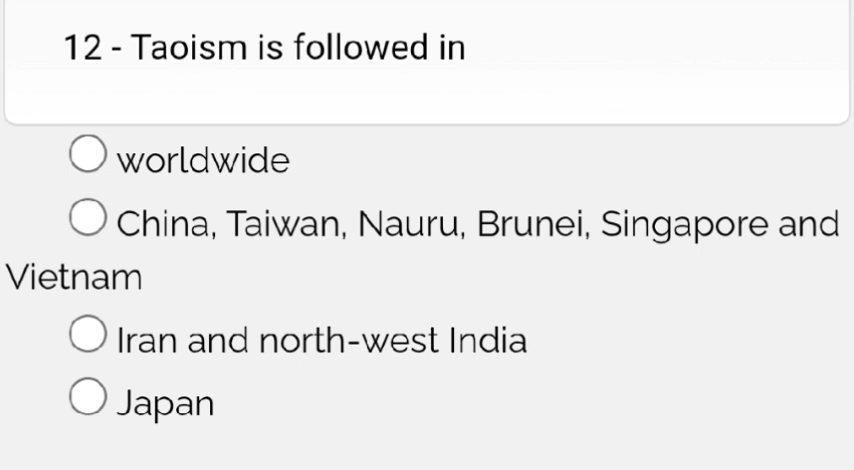 12 - Taoism is followed in
worldwide
China, Taiwan, Nauru, Brunei, Singapore and
Vietnam
Iran and north-west India
Japan